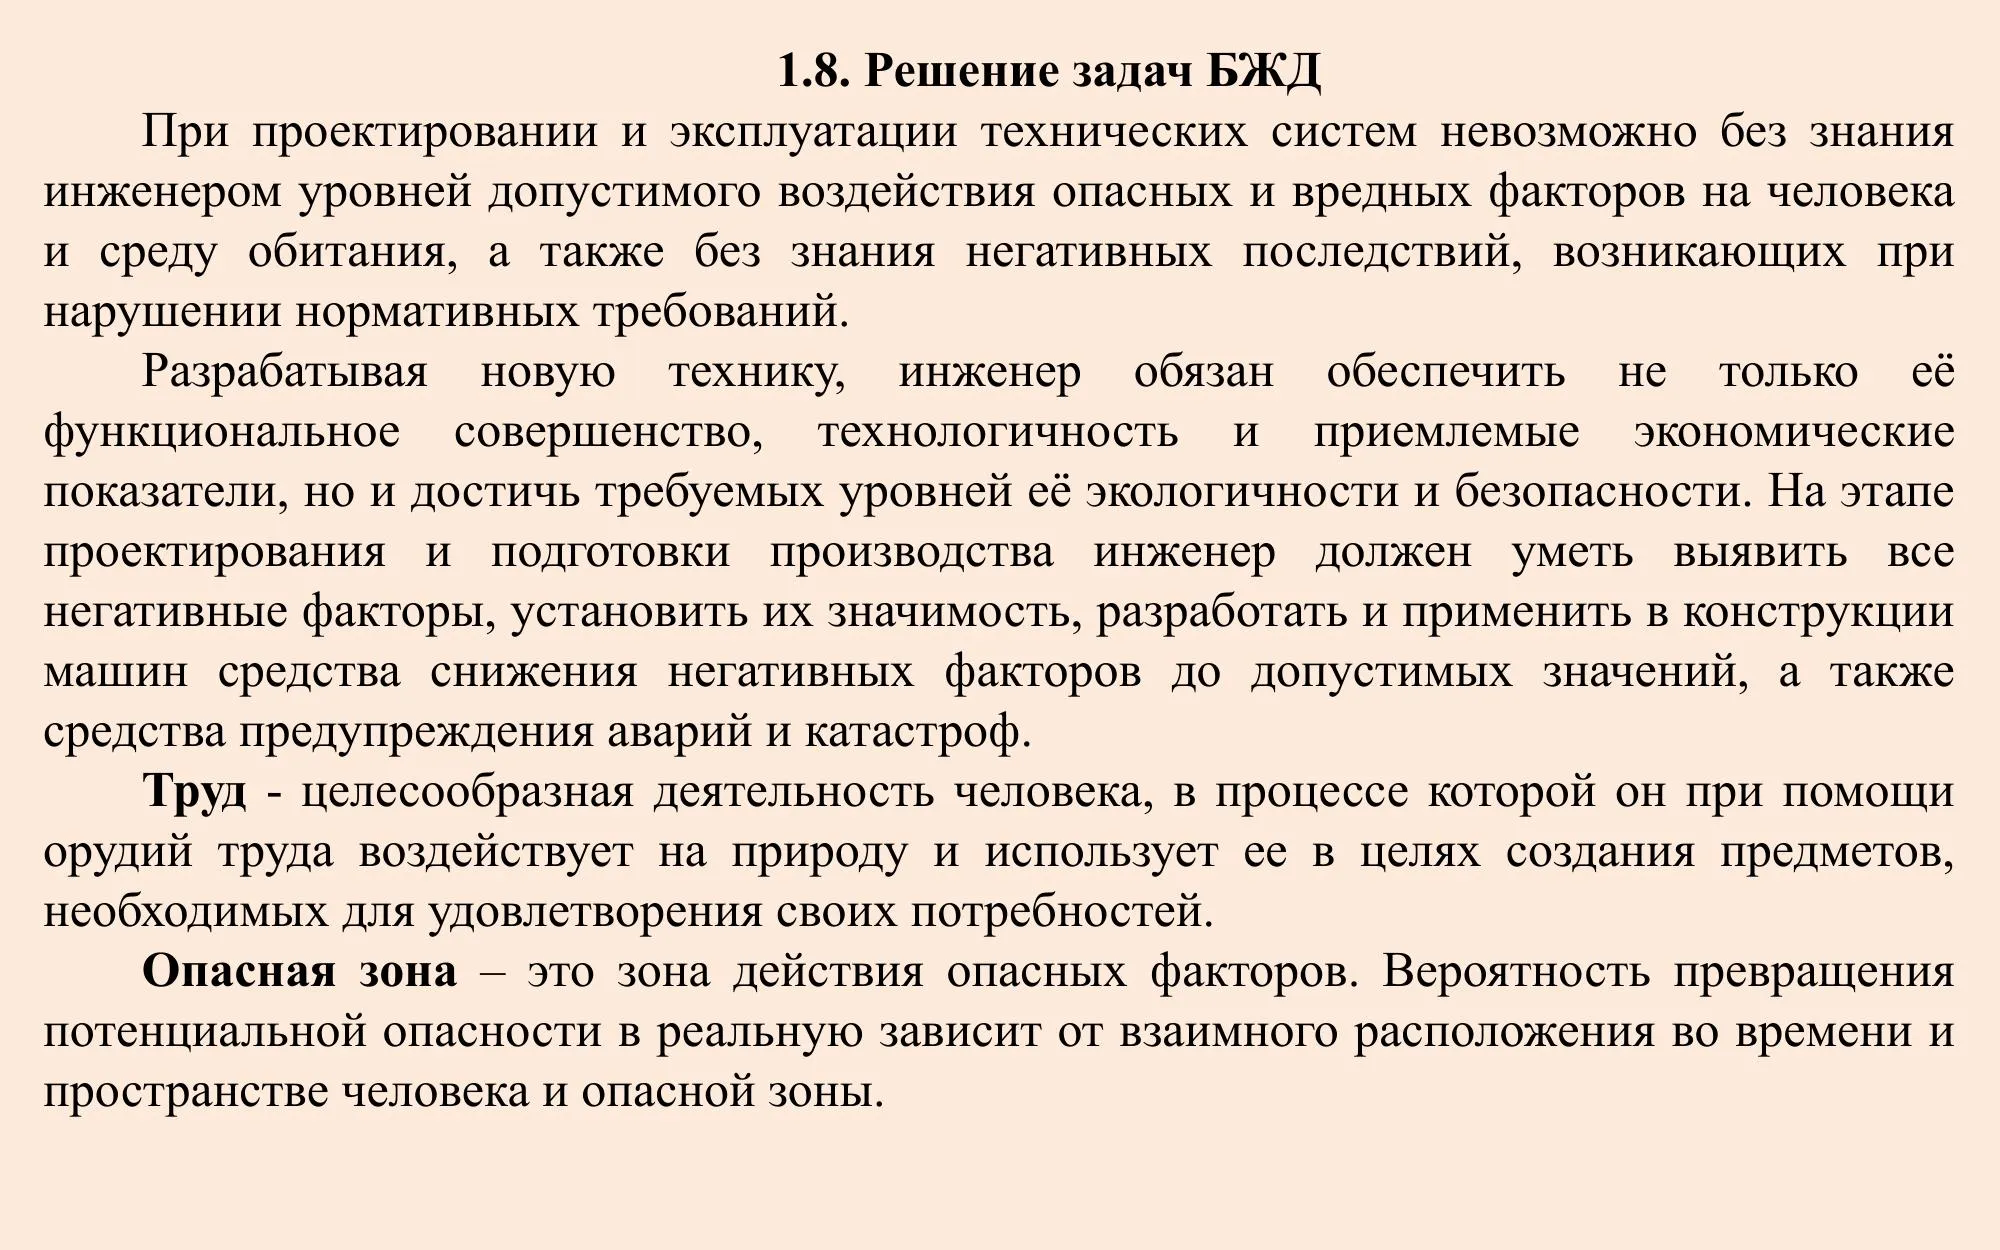 1.8. Решение задач БЖД
При проектировании и эксплуатации технических систем невозможно без знания
инженером уровней допустимого воздействия опасных и вредных факторов на человека
и среду обитания, а также без знания негативных последствий, возникающих при
нарушении нормативных требований.
Разрабатывая новую технику, инженер обязан обеспечить не только её
функциональное совершенство, технологичность и приемлемые экономические
показатели, но и достичь требуемых уровней её экологичности и безопасности. На этапе
проектирования и подготовки производства инженер должен уметь выявить все
негативные факторы, установить их значимость, разработать и применить в конструкции
машин средства снижения негативных факторов до допустимых значений, а также
средства предупреждения аварий и катастроф.
Труд - целесообразная деятельность человека, в процессе которой он при помощи
орудий труда воздействует на природу и использует ее в целях создания предметов,
необходимых для удовлетворения своих потребностей.
Опасная зона – это зона действия опасных факторов. Вероятность превращения
потенциальной опасности в реальную зависит от взаимного расположения во времени и
пространстве человека и опасной зоны.